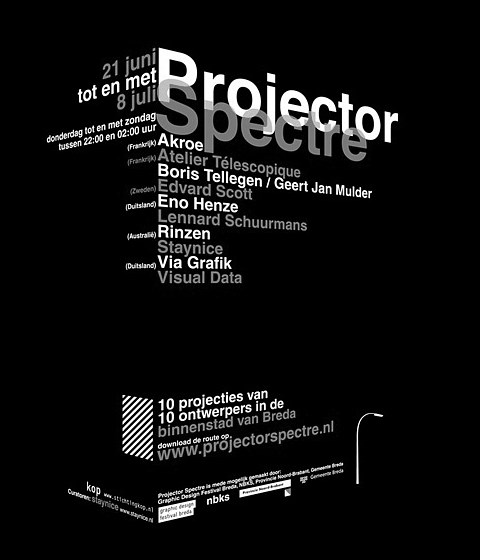 21 juni
tot en met
8 juli
donderdag tot en met zondag
tussen 22:00 en 02:00 uur
Projector
Spectre
(Frankrijk) Akroe
(Frankrijk) Atelier Télescopique
Boris Tellegen / Geert Jan Mulder
(Zweden) Edvard Scott
(Duitsland) Eno Henze
Lennard Schuurmans
(Australië) Rinzen
Staynice
(Duitsland) Via Grafik
Visual Data
10 projecties van
10 ontwerpers in de
binnenstad van Breda
download de route op
www.projectorspectre.nl
Projector Spectre is mede mogelijk gemaakt door:
Graphic Design Festival Breda, NBKS, Provincie Noord-Brabant, Gemeente Breda
kop www.stichtingkop.nl
Curatoren: staynice www.staynice.nl
graphic design
festival breda
nbks
Provincie Noord-Brabant
Gemeente Breda